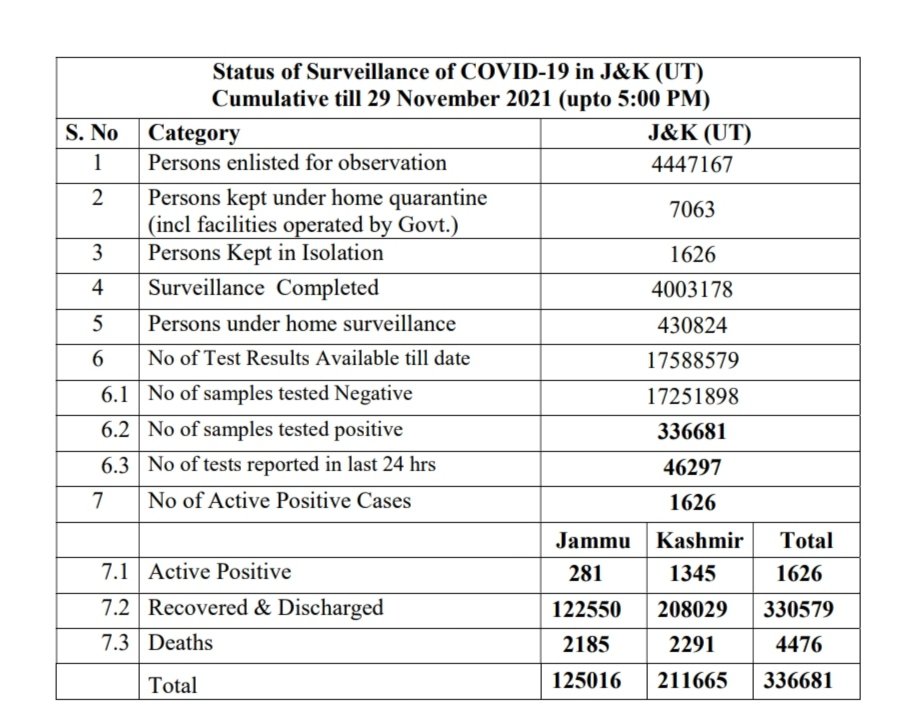 Status of Surveillance of COVID-19 in J&K (UT)
Cumulative till 29 November 2021 (upto 5:00 PM)
S. No Category J&K (UT)
1 Persons enlisted for observation 4447167
2 Persons kept under home quarantine
(incl facilities operated by Govt.) 7063
3 Persons Kept in Isolation 1626
4 Surveillance Completed 4003178
5 Persons under home surveillance 430824
6 No of Test Results Available till date 17588579
6.1 No of samples tested Negative 17251898
6.2 No of samples tested positive 336681
6.3 No of tests reported in last 24 hrs 46297
7 No of Active Positive Cases 1626
Jammu Kashmir Total
7.1 Active Positive 281 1345 1626
7.2 Recovered & Discharged 122550 208029 330579
7.3 Deaths 2185 2291 4476
Total 125016 211665 336681